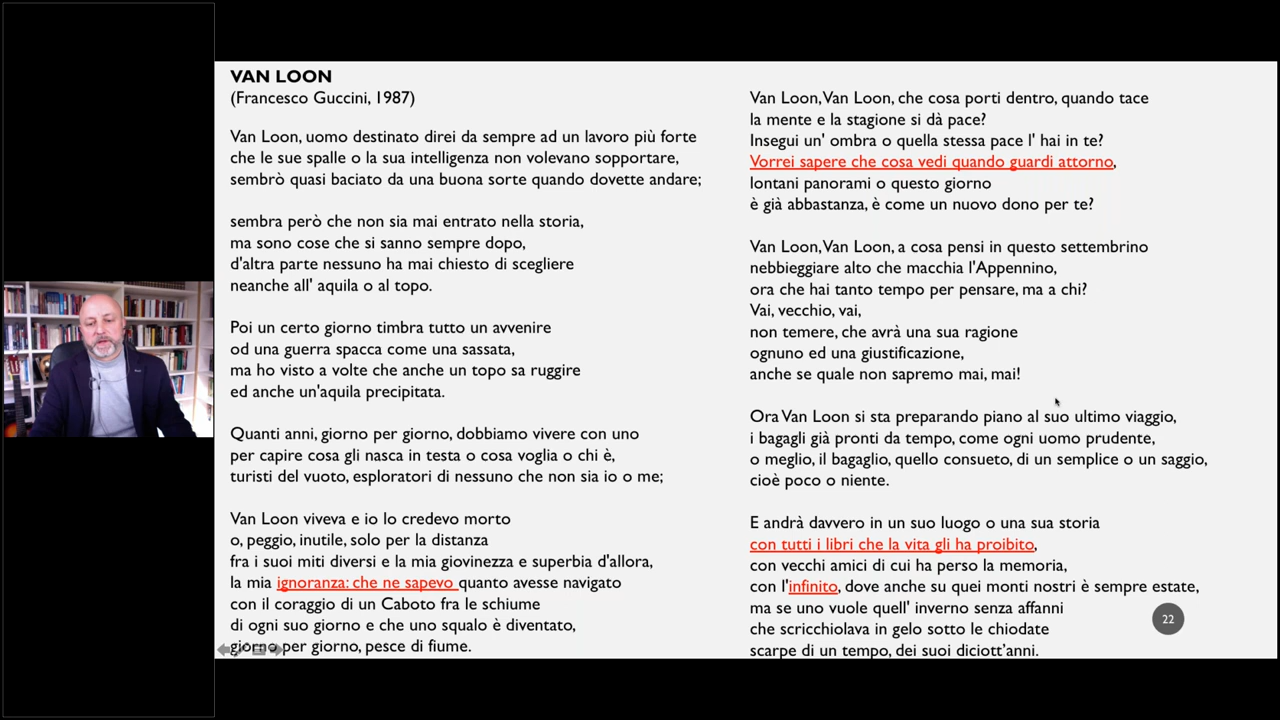 VAN LOON
(Francesco Guccini, 1987)
Van Loon, uomo destinato direi da sempre ad un lavoro più forte
che le sue spalle o la sua intelligenza non volevano sopportare,
sembrò quasi baciato da una buona sorte quando dovette andare;
sembra però che non sia mai entrato nella storia,
ma sono cose che si sanno sempre dopo,
d'altra parte nessuno ha mai chiesto di scegliere
neanche all' aquila o al topo.
Poi un certo giorno timbra tutto un avvenire
od una guerra spacca come una sassata,
ma ho visto a volte che anche un topo sa ruggire
ed anche un'aquila precipitata.
Quanti anni, giorno per giorno, dobbiamo vivere con uno
per capire cosa gli nasca in testa o cosa voglia o chi è,
turisti del vuoto, esploratori di nessuno che non sia io o me;
Van Loon viveva e io lo credevo morto
o, peggio, inutile, solo per la distanza
fra i suoi miti diversi e la mia giovinezza e superbia d'allora,
la mia ignoranza: che ne sapevo quanto avesse navigato
con il coraggio di un Caboto fra le schiume
di ogni suo giorno e che uno squalo è diventato,
giorno per giorno, pesce di fiume.
Van Loon, Van Loon, che cosa porti dentro, quando tace
la mente e la stagione si dà pace?
Insegui un' ombra o quella stessa pace l' hai in te?
Vorrei sapere che cosa vedi quando guardi attorno,
lontani panorami o questo giorno
è già abbastanza, è come un nuovo dono per te?
Van Loon, Van Loon, a cosa pensi in questo settembrino
nebbieggiare alto che macchia l'Appennino,
ora che hai tanto tempo per pensare, ma a chi?
Vai, vecchio, vai,
non temere, che avrà una sua ragione
ognuno ed una giustificazione,
anche se quale non sapremo mai, mai!
Ora Van Loon si sta preparando piano al suo ultimo viaggio,
i bagagli già pronti da tempo, come ogni uomo prudente,
o meglio, il bagaglio, quello consueto, di un semplice o un saggio,
cioè poco o niente.
E andrà davvero in un suo luogo o una sua storia
con tutti i libri che la vita gli ha proibito,
con vecchi amici di cui ha perso la memoria,
con l'infinito, dove anche su quei monti nostri è sempre estate,
ma se uno vuole quell' inverno senza affanni
che scricchiolava in gelo sotto le chiodate
scarpe di un tempo, dei suoi diciott'anni.
22